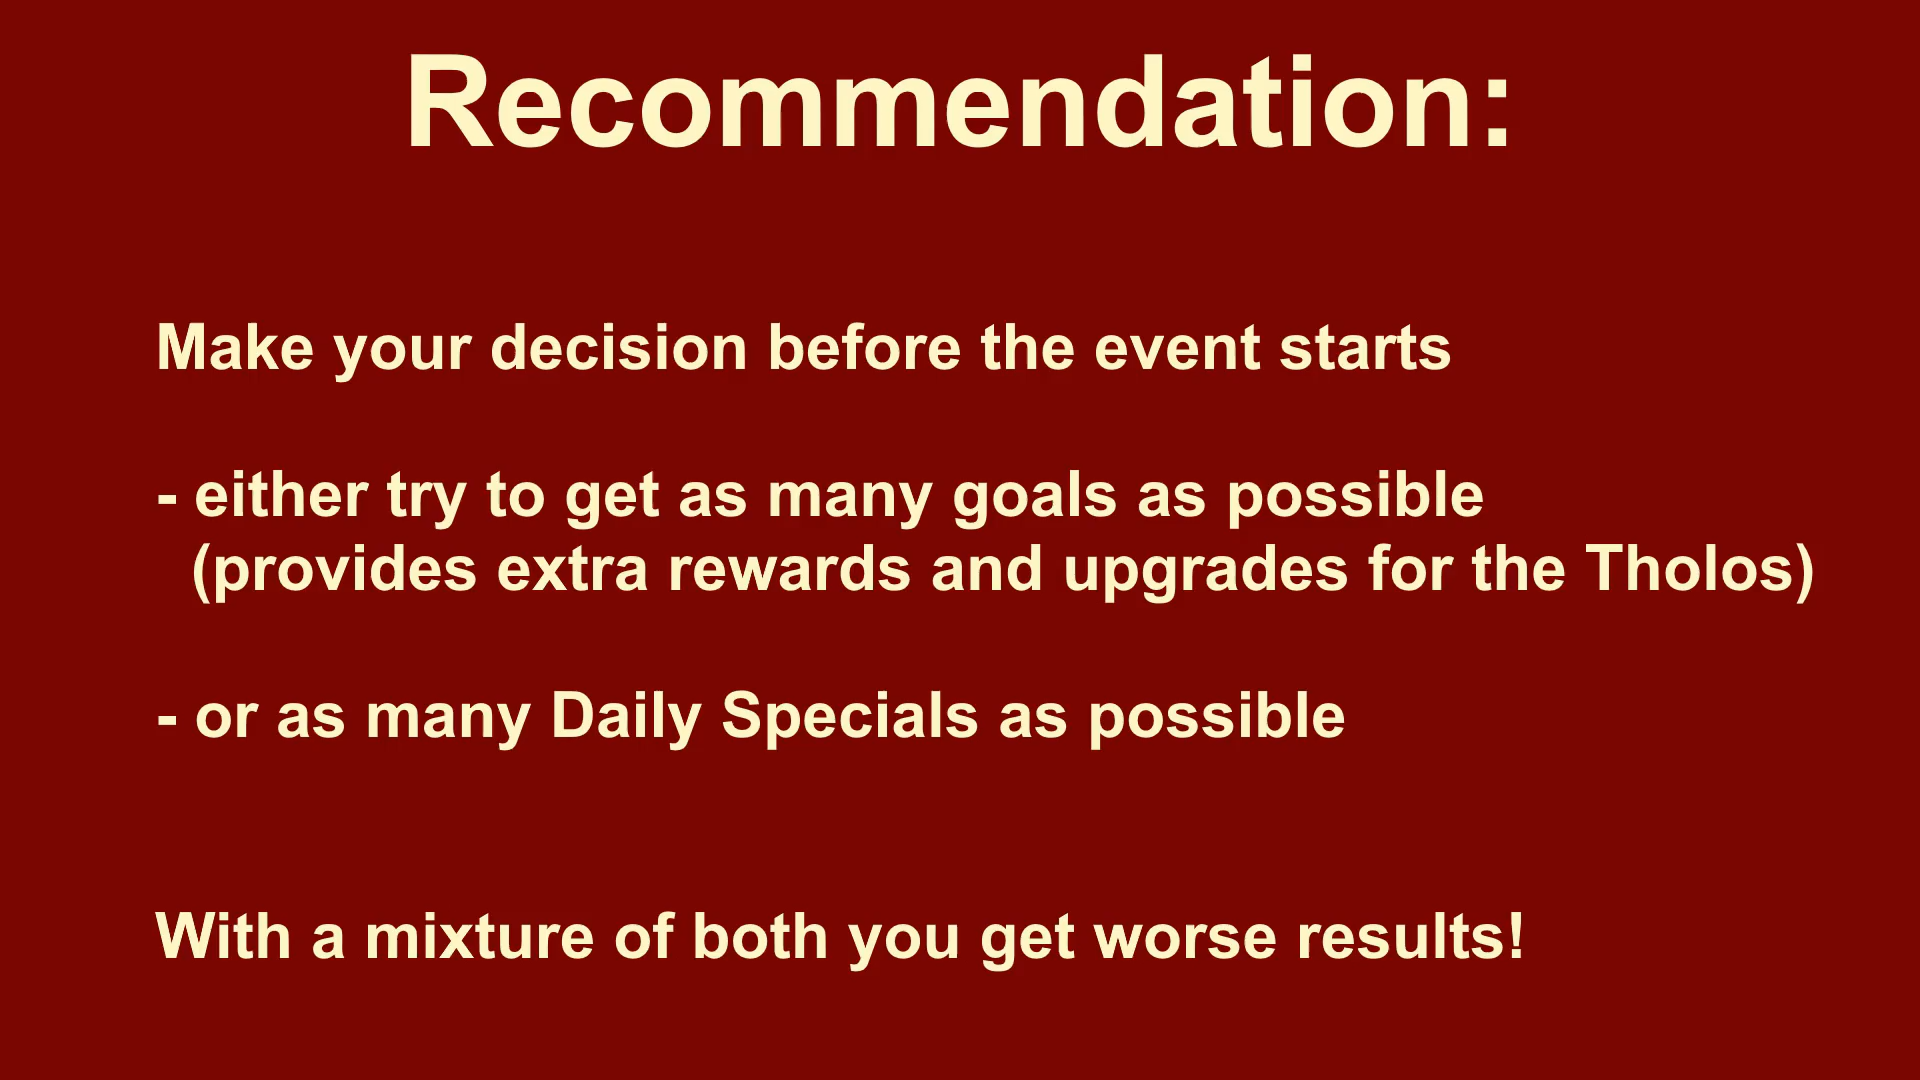 Recommendation:
Make your decision before the event starts
- either try to get as many goals as possible
(provides extra rewards and upgrades for the Tholos)
- or as many Daily Specials as possible
With a mixture of both you get worse results!